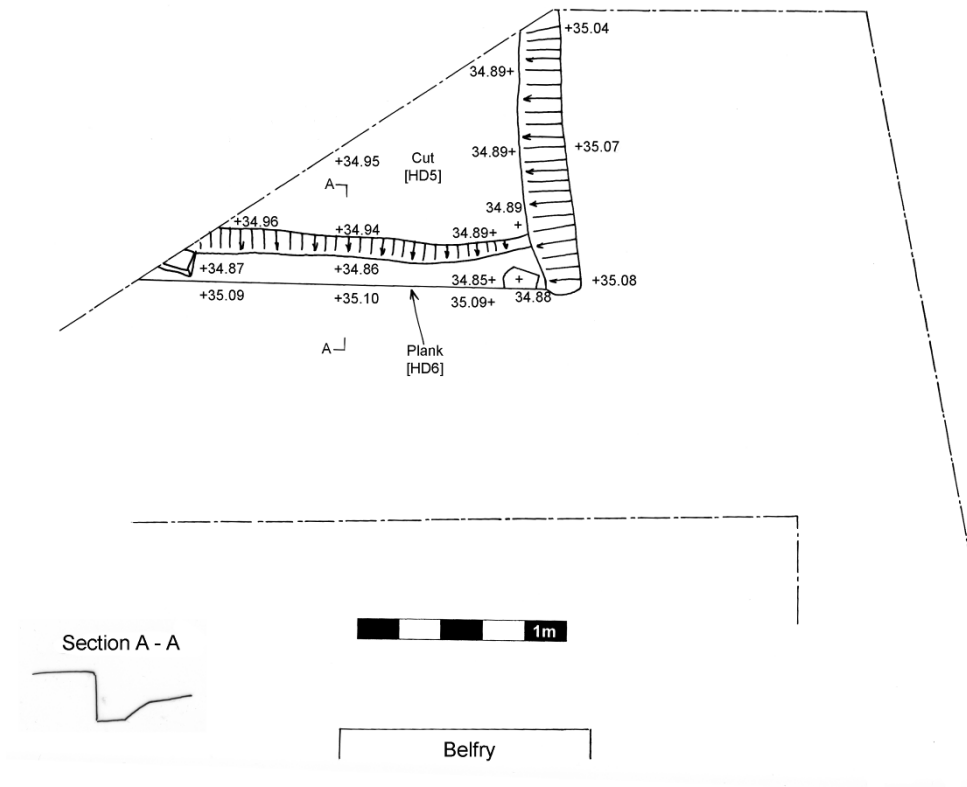 +35.04
34.89+
34.89+
+35.07
+34.95
Cut
[HD5]
A
34.89
+
+34.96
+34.94
34.89+
+34.87
+34.86
34.85+
+
34.88
+35.08
+35.09
+35.10
35.09+
A
Plank
[HD6]
1m
Section A - A
Belfry